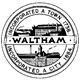 INCORPORATED A TOWN
WALTHAM
INCORPORATED A CITY